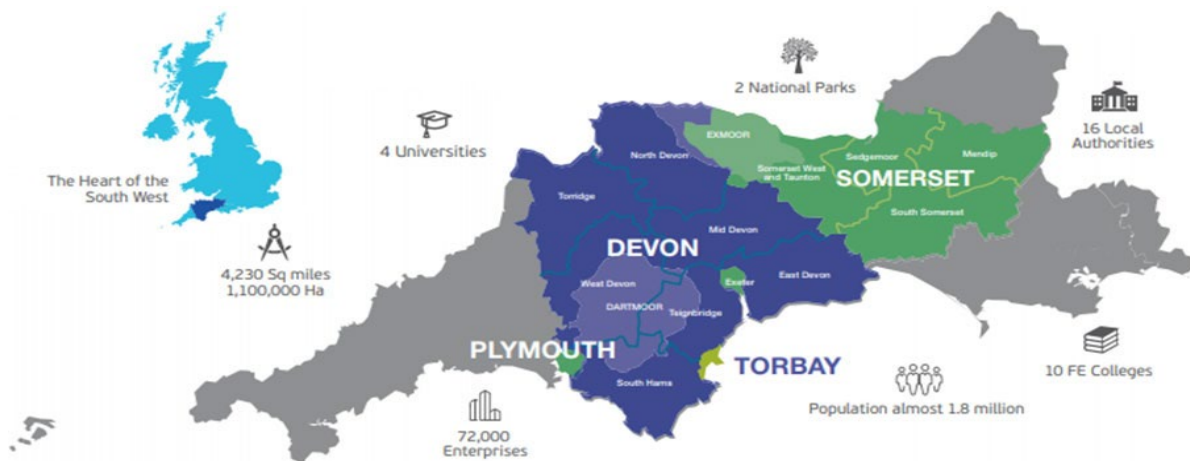 2 National Parks
16 Local
Authorities
4 Universities
The Heart of the
South West
4,230 Sq miles
1,100,000 Ha
EXMOOR
North Devon
Somerset West
and Taunton
Sedgemoor
Mendip
SOMERSET
South Somerset
Torridge
Mid Devon
DEVON
East Devon
Exeter
West Devon
DARTMOOR
Teignbridge
PLYMOUTH
TORBAY
South Hams
10 FE Colleges
Population almost 1.8 million
72,000
Enterprises